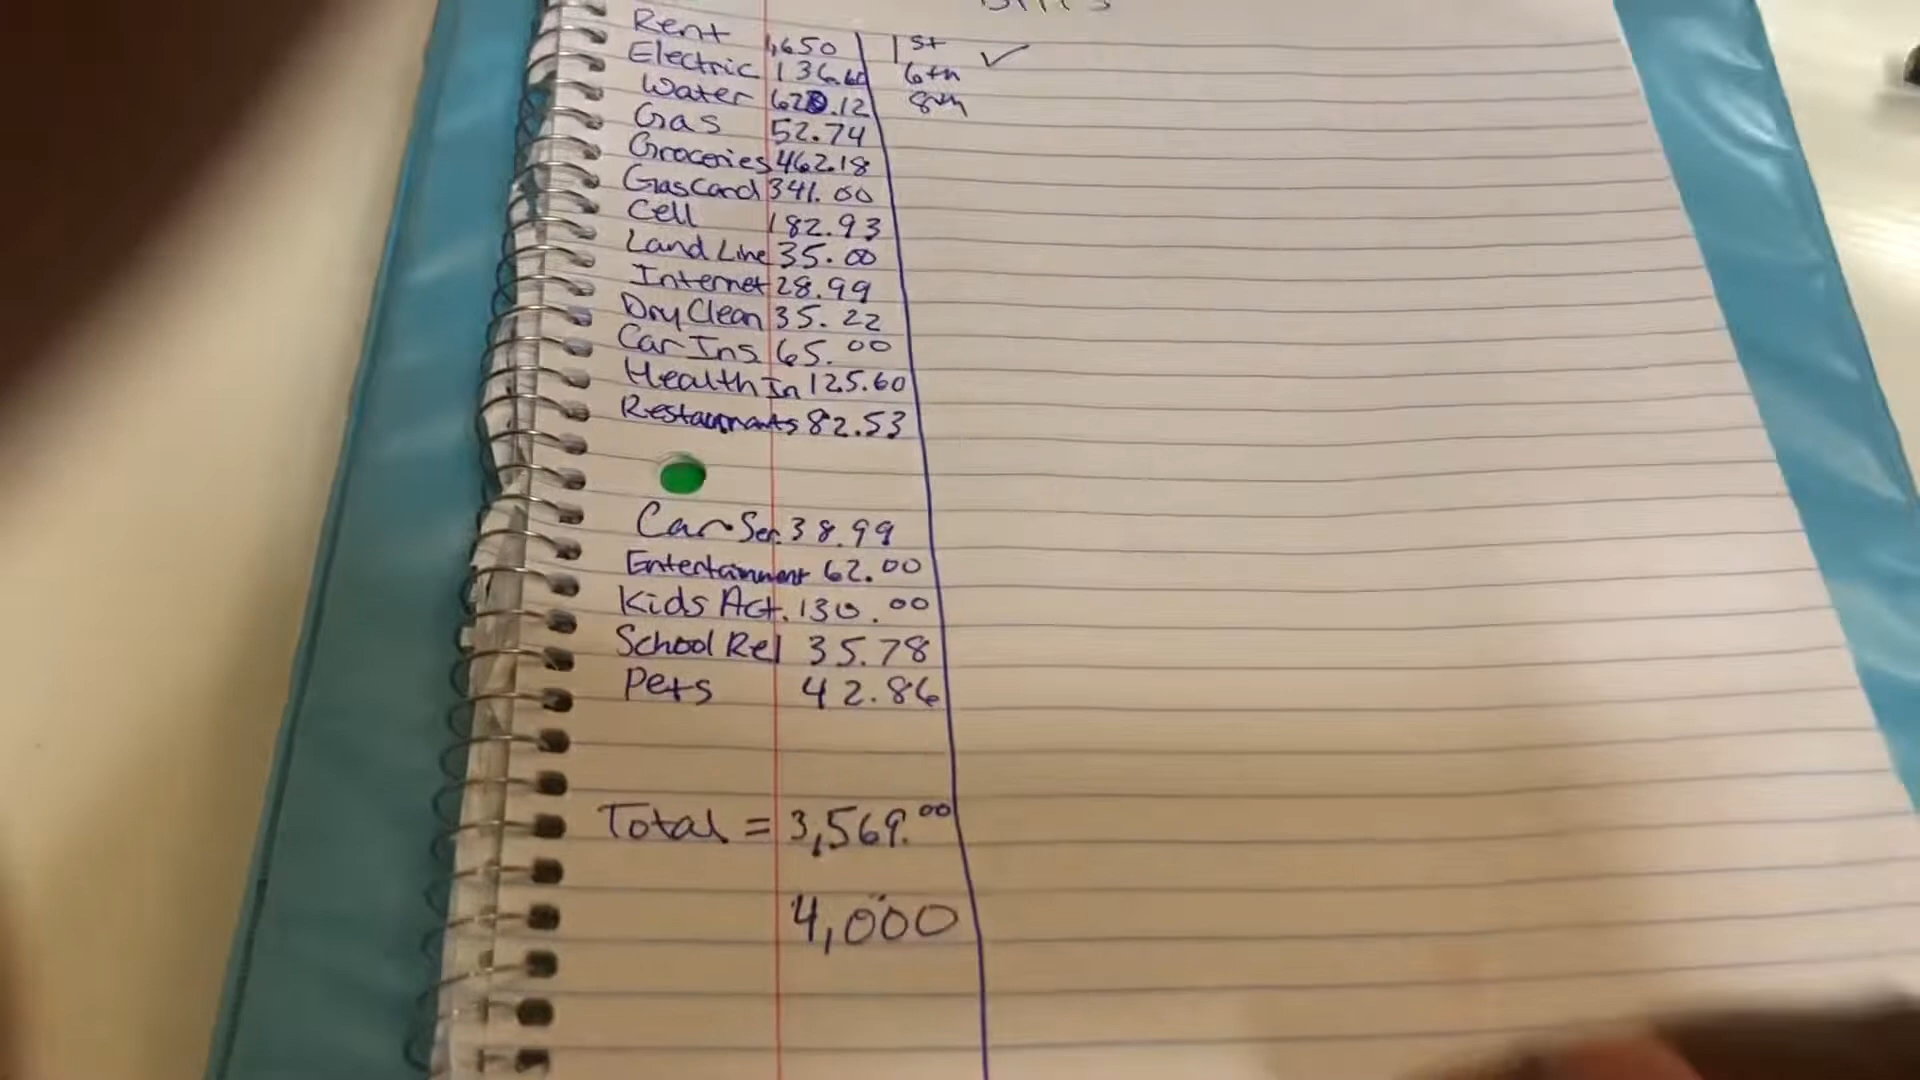 Bills
Rent 1,650 1st ✓
Electric 136.60 6th
Water 62.12 8th
Gas 52.74
Groceries 462.18
Gas Card 341.00
Cell 182.93
Land Line 35.00
Internet 28.99
Dry Clean 35.22
Car Ins 65.00
Health In 125.60
Restaurants 82.53
Car Ser. 38.99
Entertainment 62.00
Kids Act. 130.00
School Rel 35.78
Pets 42.86
Total = 3,569.00
4,000